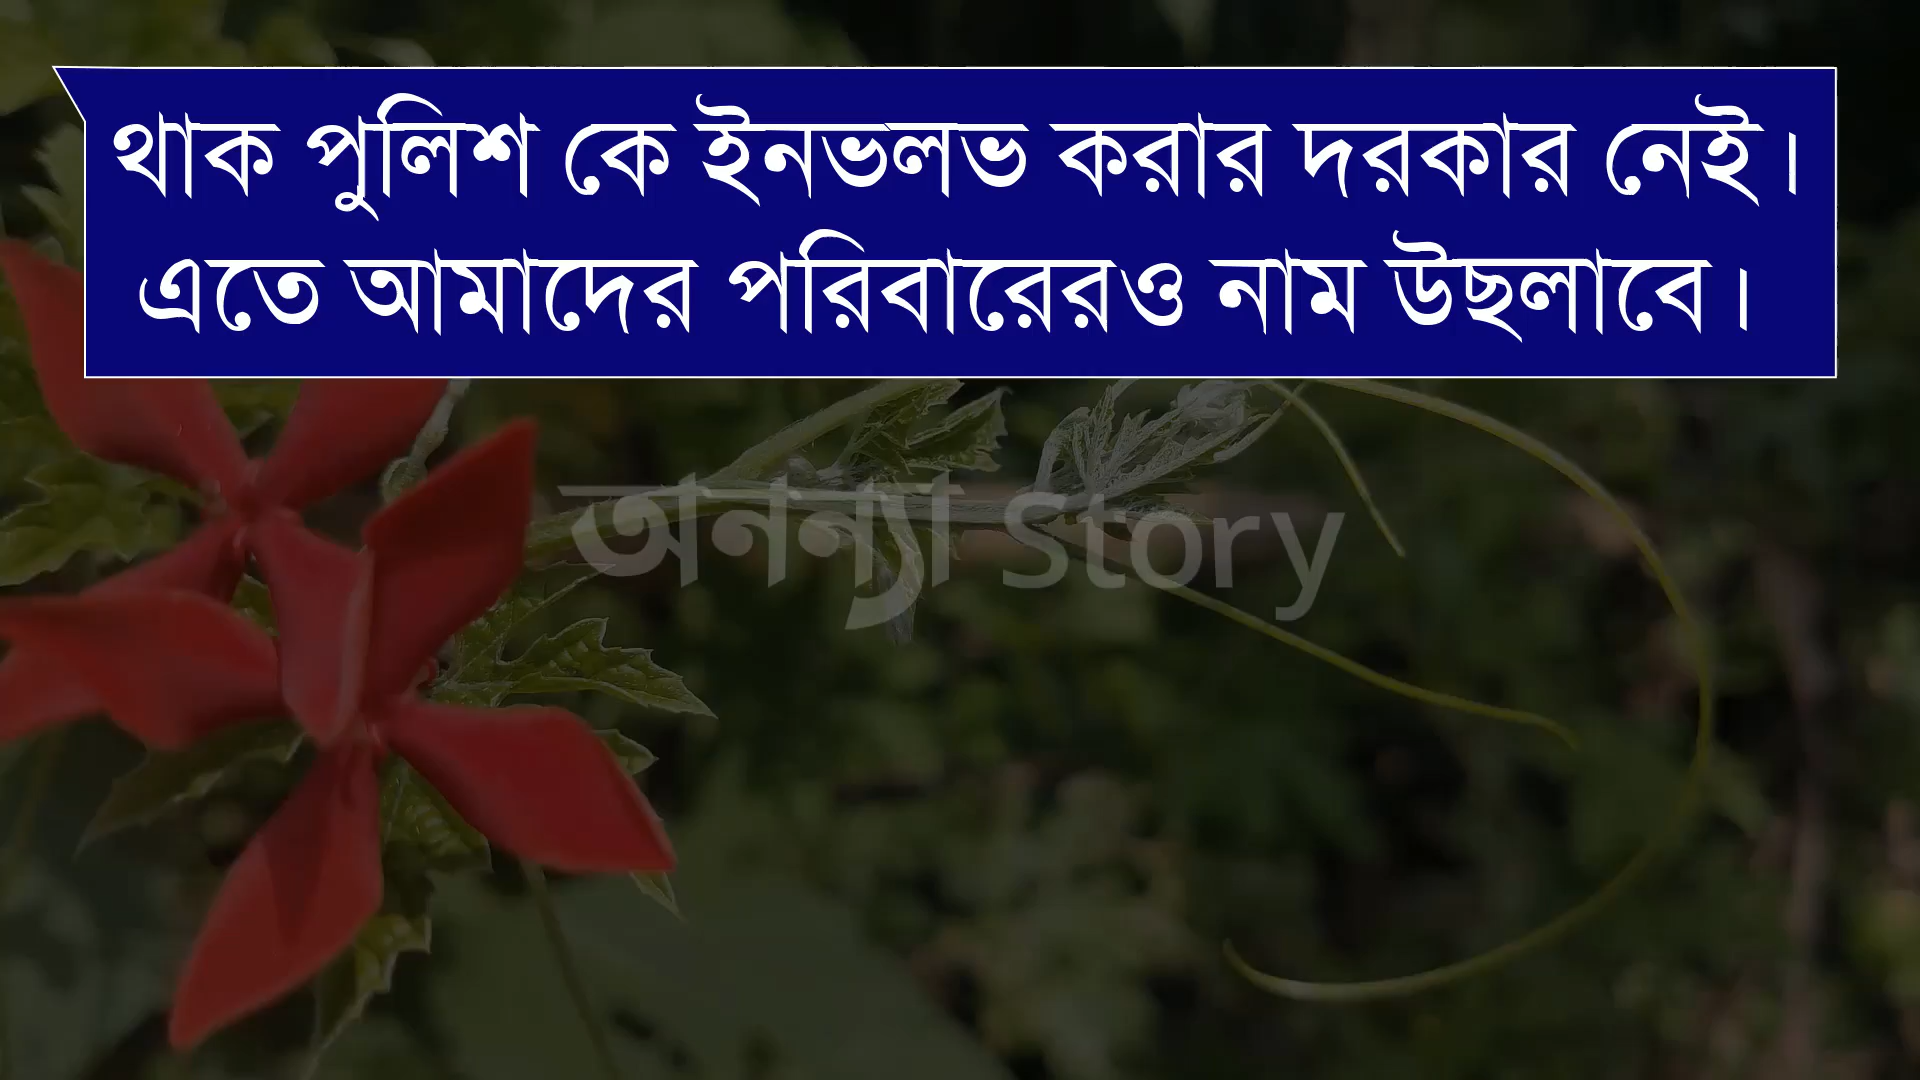 থাক পুলিশ কে ইনভলভ করার দরকার নেই।
এতে আমাদের পরিবারেরও নাম উছলাবে।
অনন্যা Story